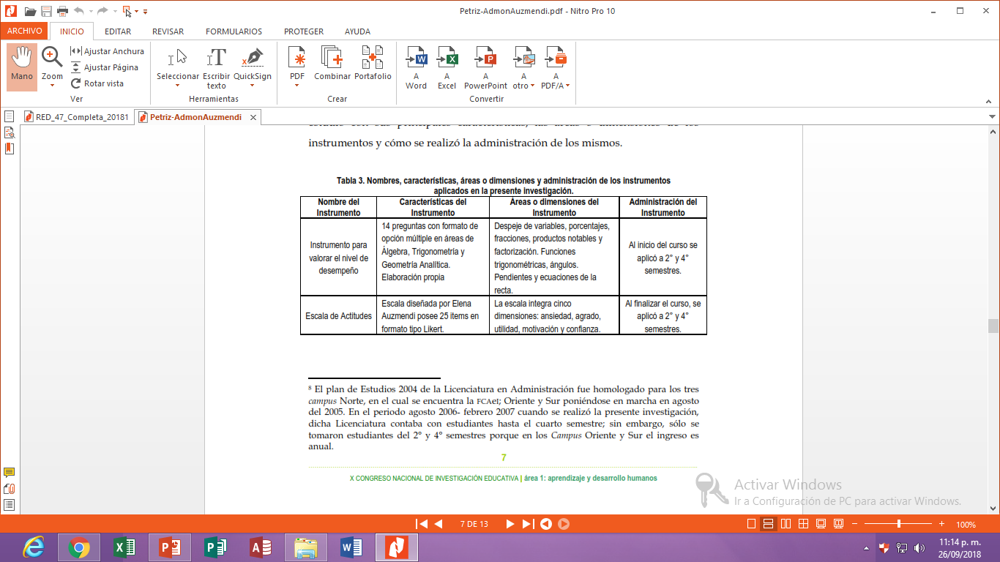 Petriz-AdmonAuzmendi.pdf - Nitro Pro 10
ARCHIVO INICIO EDITAR REVISAR FORMULARIOS PROTEGER AYUDA
Mano
Zoom
Ajustar Anchura
Ajustar Página
Rotar vista
Ver
Seleccionar
Escribir
texto
QuickSign
Herramientas
PDF
Combinar
Portafolio
Crear
A
Word
A
Excel
A
PowerPoint
A
otro
A
PDF/A
Convertir
RED_47_Completa_20181
Petriz-AdmonAuzmendi
estudio con sus principales características, las áreas o dimensiones de los
instrumentos y cómo se realizó la administración de los mismos.
Tabla 3. Nombres, características, áreas o dimensiones y administración de los instrumentos
aplicados en la presente investigación.
Nombre del
Instrumento
Características del
Instrumento
Áreas o dimensiones del
Instrumento
Administración del
Instrumento
Instrumento para
valorar el nivel de
desempeño
14 preguntas con formato de
opción múltiple en áreas de
Álgebra, Trigonometría y
Geometría Analítica.
Elaboración propia
Despeje de variables, porcentajes,
fracciones, productos notables y
factorización. Funciones
trigonométricas, ángulos.
Pendientes y ecuaciones de la
recta.
Al inicio del curso se
aplicó a 2° y 4°
semestres.
Escala de Actitudes
Escala diseñada por Elena
Auzmendi posee 25 items en
formato tipo Likert.
La escala integra cinco
dimensiones: ansiedad, agrado,
utilidad, motivación y confianza.
Al finalizar el curso, se
aplicó a 2° y 4°
semestres.
8 El plan de Estudios 2004 de la Licenciatura en Administración fue homologado para los tres
campus Norte, en el cual se encuentra la FCAeI; Oriente y Sur poniéndose en marcha en agosto
del 2005. En el periodo agosto 2006- febrero 2007 cuando se realizó la presente investigación,
dicha Licenciatura contaba con estudiantes hasta el cuarto semestre; sin embargo, sólo se
tomaron estudiantes del 2° y 4° semestres porque en los Campus Oriente y Sur el ingreso es
anual.
7
X CONGRESO NACIONAL DE INVESTIGACIÓN EDUCATIVA | área 1: aprendizaje y desarrollo humanos
Activar Windows
Ir a Configuración de PC para activar Windows.
7 DE 13
100%
11:14 p. m.
26/09/2018